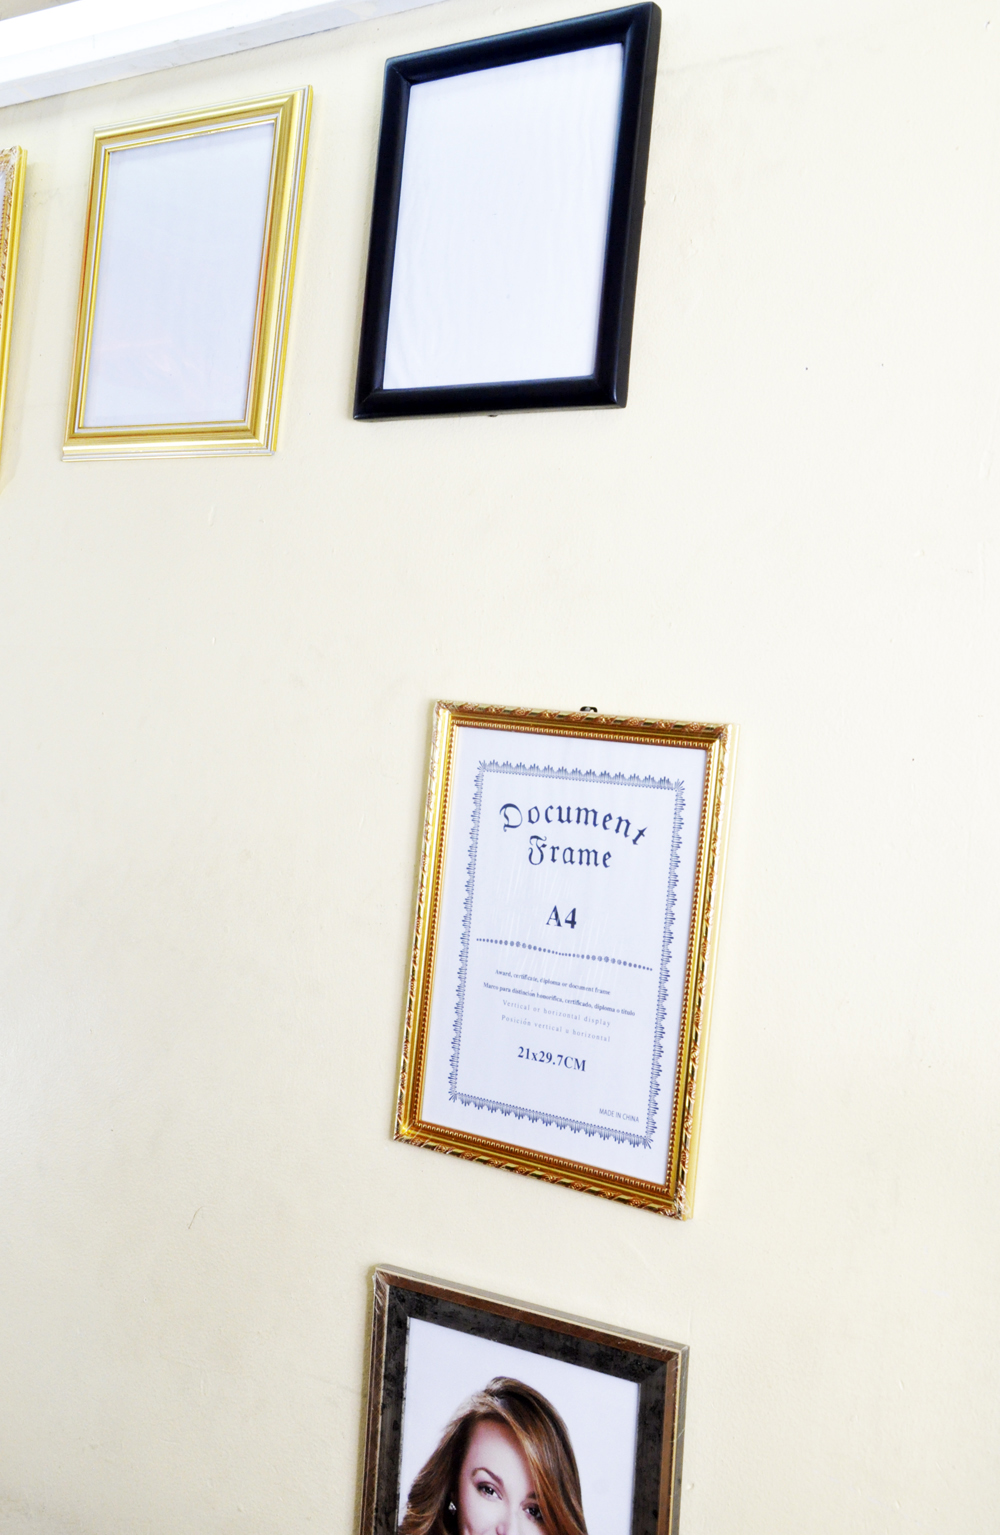 Document
Frame
A4
Award, certificate, diploma or document frame
Marco para distinción honorífica, certificado, diploma o título
Vertical or horizontal display
Posición vertical o horizontal
21x29.7CM
MADE IN CHINA